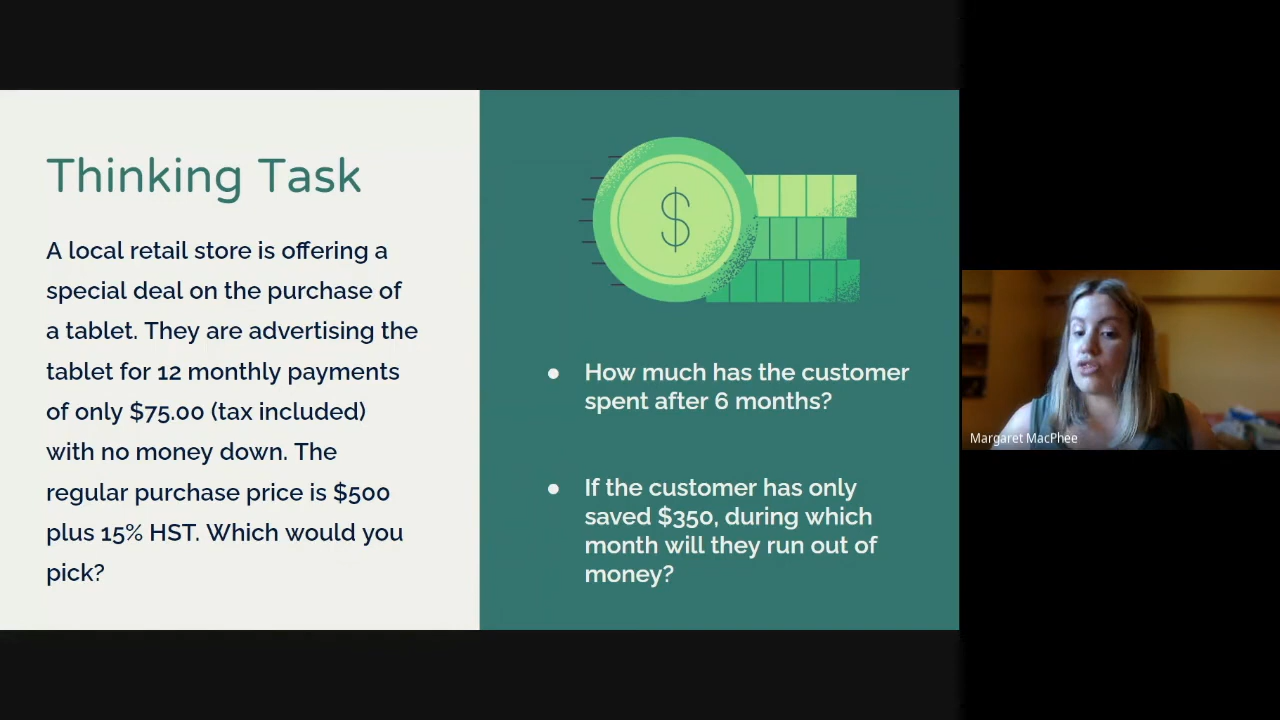 Thinking Task
A local retail store is offering a
special deal on the purchase of
a tablet. They are advertising the
tablet for 12 monthly payments
of only $75.00 (tax included)
with no money down. The
regular purchase price is $500
plus 15% HST. Which would you
pick?
$
● How much has the customer
spent after 6 months?
● If the customer has only
saved $350, during which
month will they run out of
money?
Margaret MacPhee